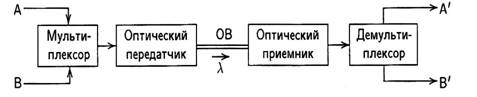 A
B
Мульти-
плексор
Оптический
передатчик
ОВ
λ
Оптический
приемник
Демульти-
плексор
A′
B′